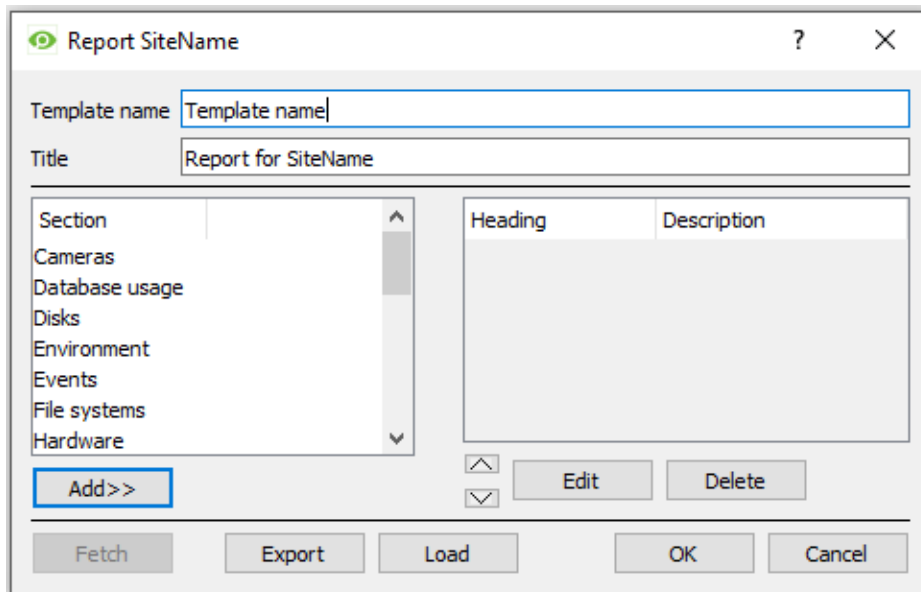 Report SiteName ?
Template name Template name
Title Report for SiteName
Section
Cameras
Database usage
Disks
Environment
Events
File systems
Hardware
Heading Description
Add>>
Edit Delete
Fetch Export Load OK Cancel